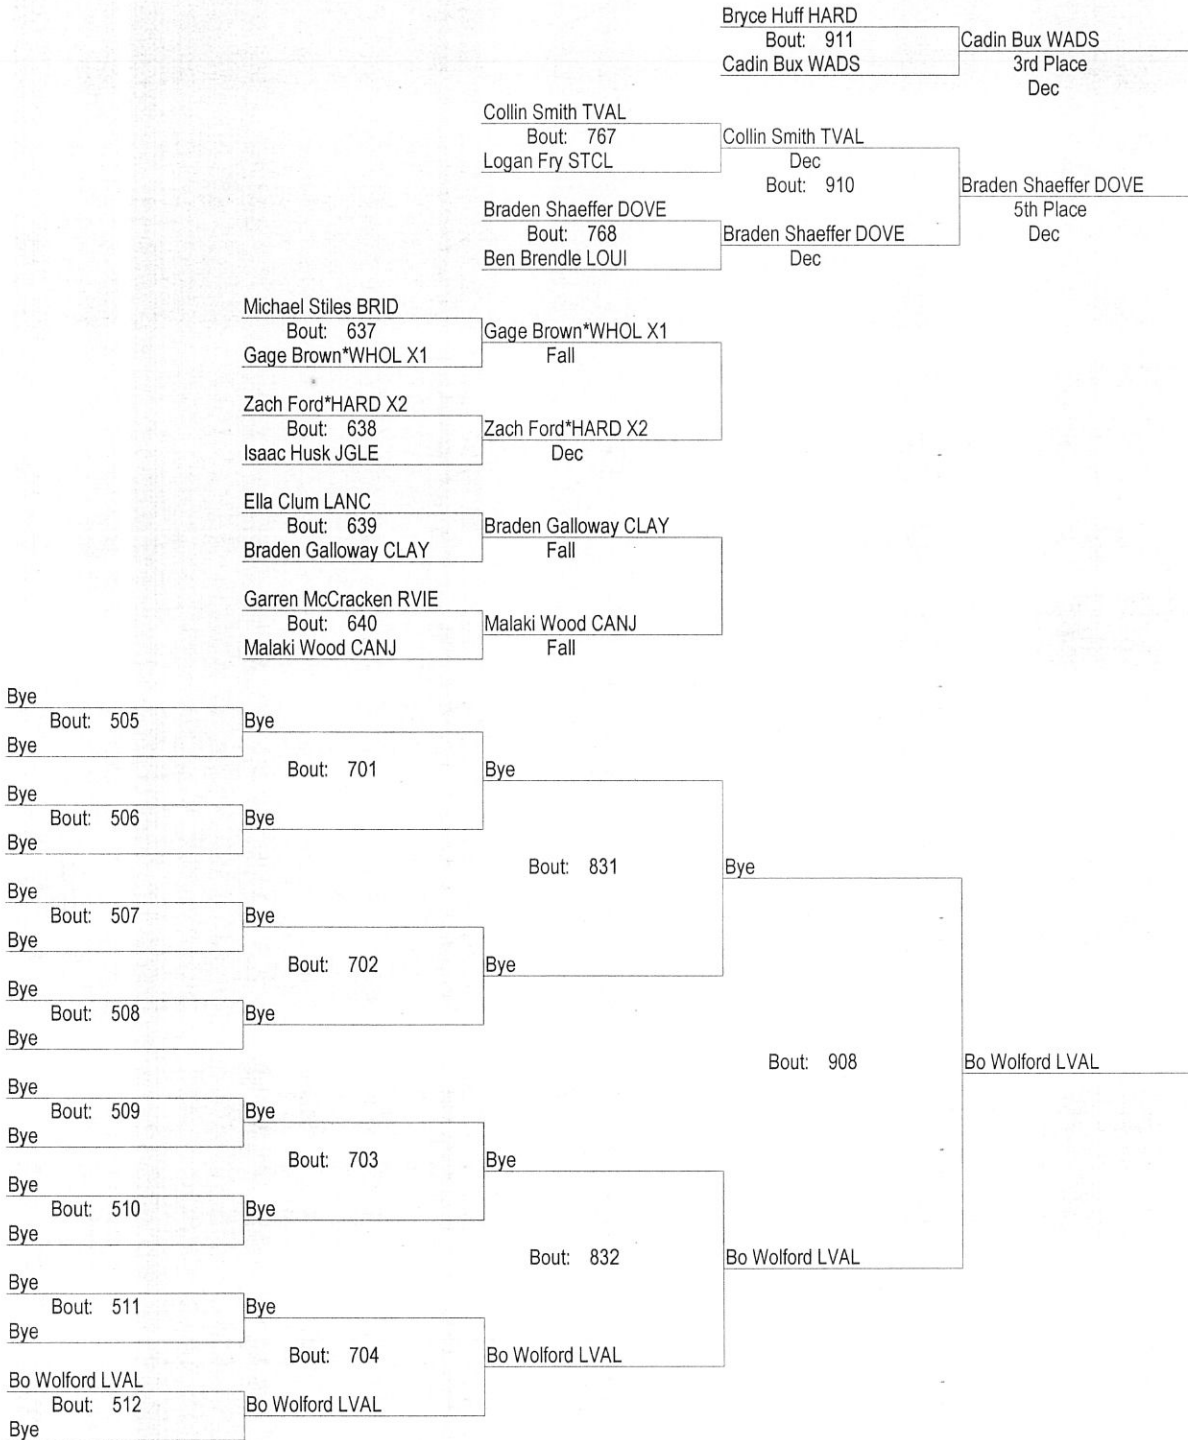 Bryce Huff HARD
Bout: 911
Cadin Bux WADS
Cadin Bux WADS
3rd Place
Dec
Collin Smith TVAL
Bout: 767
Logan Fry STCL
Collin Smith TVAL
Dec
Bout: 910
Braden Shaeffer DOVE
5th Place
Dec
Braden Shaeffer DOVE
Bout: 768
Ben Brendle LOUI
Braden Shaeffer DOVE
Dec
Michael Stiles BRID
Bout: 637
Gage Brown*WHOL X1
Gage Brown*WHOL X1
Fall
Zach Ford*HARD X2
Bout: 638
Isaac Husk JGLE
Zach Ford*HARD X2
Dec
Ella Clum LANC
Bout: 639
Braden Galloway CLAY
Braden Galloway CLAY
Fall
Garren McCracken RVIE
Bout: 640
Malaki Wood CANJ
Malaki Wood CANJ
Fall
Bye
Bout: 505
Bye
Bye
Bout: 701
Bye
Bye
Bout: 506
Bye
Bye
Bout: 831
Bye
Bye
Bout: 507
Bye
Bye
Bout: 702
Bye
Bye
Bout: 508
Bye
Bye
Bout: 908
Bo Wolford LVAL
Bye
Bout: 509
Bye
Bye
Bout: 703
Bye
Bye
Bout: 510
Bye
Bye
Bout: 832
Bo Wolford LVAL
Bye
Bout: 511
Bye
Bye
Bout: 704
Bo Wolford LVAL
Bo Wolford LVAL
Bout: 512
Bye
Bo Wolford LVAL